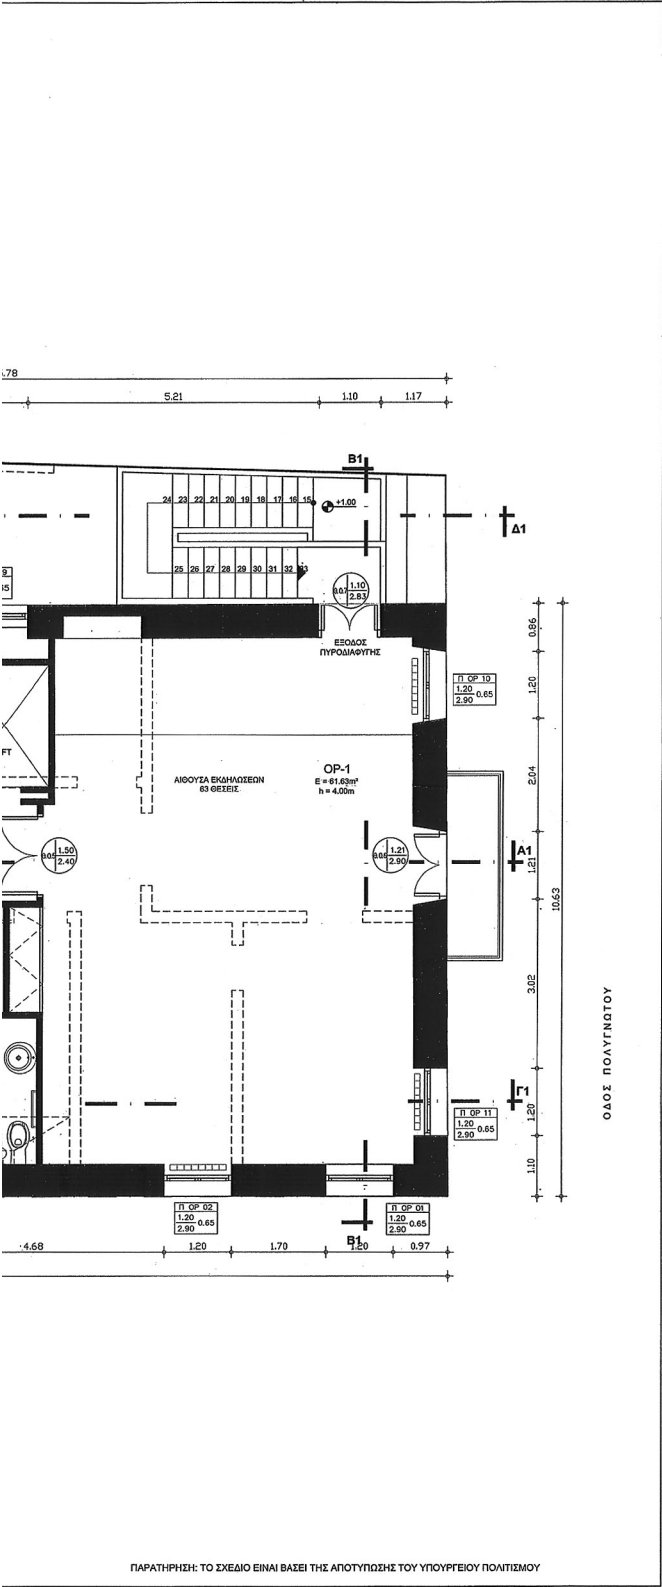 5.21
1.10
1.17
B1
24 23 22 21 20 19 18 17 16 15
+1.00
Δ1
25 26 27 28 29 30 31 32 33
1.10
2.83
ΕΞΟΔΟΣ
ΠΥΡΟΔΙΑΦΥΓΗΣ
0.86
Π ΟΡ 10
1.20
2.90
0.65
1.20
ΟΡ-1
Ε = 61.63m²
h = 4.00m
ΑΙΘΟΥΣΑ ΕΚΔΗΛΩΣΕΩΝ
63 ΘΕΣΕΙΣ
2.04
1.50
2.40
1.21
2.90
A1
1.21
10.63
3.02
ΟΔΟΣ ΠΟΛΥΓΝΩΤΟΥ
Γ1
1.20
Π ΟΡ 11
1.20
2.90
0.65
1.10
Π ΟΡ 02
1.20
2.90
0.65
Π ΟΡ 01
1.20
2.90
0.65
B1
4.68
1.20
1.70
1.20
0.97
ΠΑΡΑΤΗΡΗΣΗ: ΤΟ ΣΧΕΔΙΟ ΕΙΝΑΙ ΒΑΣΕΙ ΤΗΣ ΑΠΟΤΥΠΩΣΗΣ ΤΟΥ ΥΠΟΥΡΓΕΙΟΥ ΠΟΛΙΤΙΣΜΟΥ